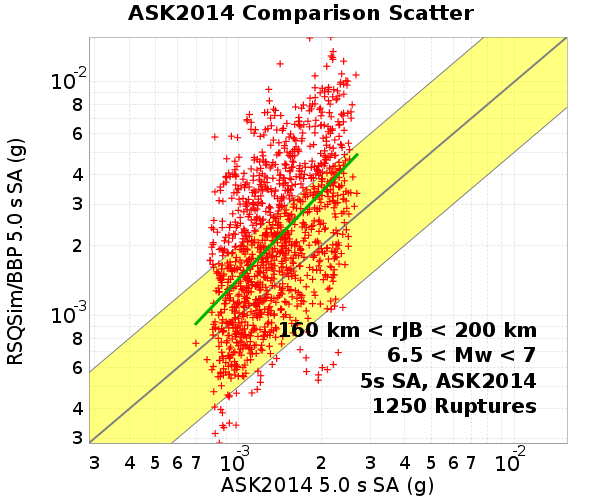 ASK2014 Comparison Scatter
RSQSim/BBP 5.0 s SA (g)
10-2
8
6
4
3
2
10-3
8
6
4
3
160 km < rJB < 200 km
6.5 < Mw < 7
5s SA, ASK2014
1250 Ruptures
3 4 5 6 7 10-3 2 3 4 5 6 7 10-2
ASK2014 5.0 s SA (g)